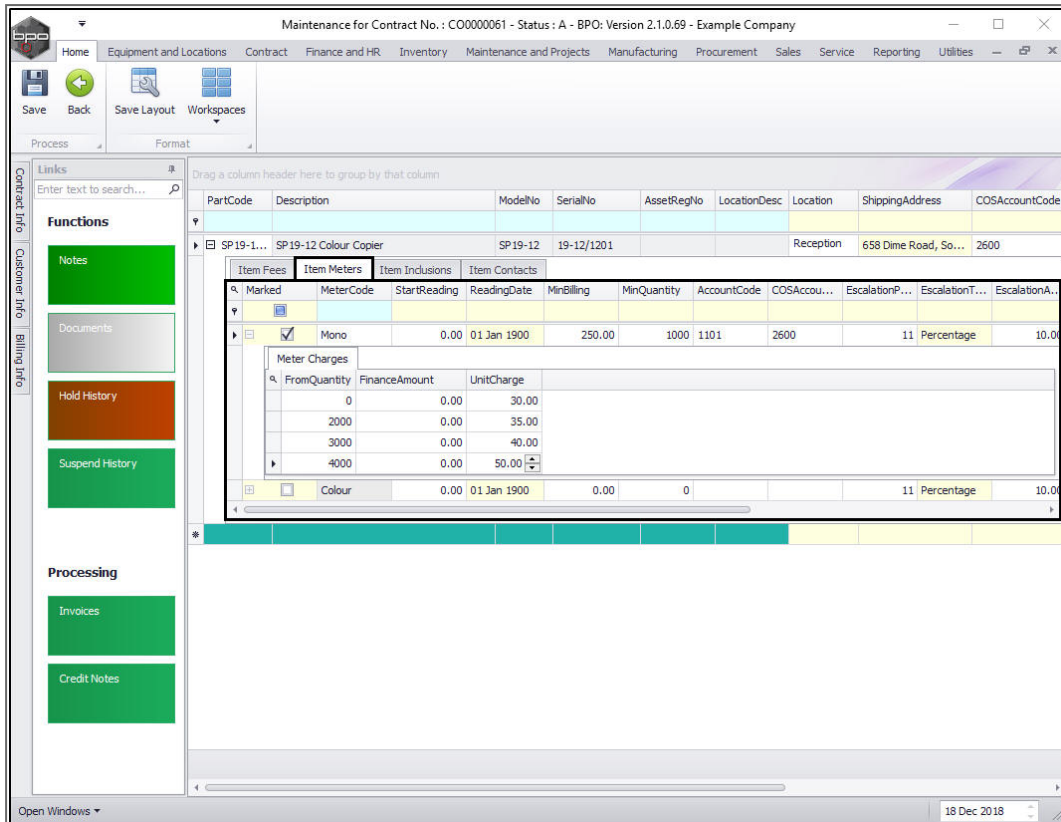 Maintenance for Contract No. : CO0000061 - Status : A - BPO: Version 2.1.0.69 - Example Company
bpo
Home Equipment and Locations Contract Finance and HR Inventory Maintenance and Projects Manufacturing Procurement Sales Service Reporting Utilities
Save Back Save Layout Workspaces
Process Format
Contract Info
Customer Info
Billing Info
Links
Enter text to search...
Functions
Notes
Documents
Hold History
Suspend History
Processing
Invoices
Credit Notes
Drag a column header here to group by that column
PartCode Description ModelNo SerialNo AssetRegNo LocationDesc Location ShippingAddress COSAccountCode
SP19-1... SP19-12 Colour Copier SP19-12 19-12/1201 Reception 658 Dime Road, So... 2600
Item Fees Item Meters Item Inclusions Item Contacts
Marked MeterCode StartReading ReadingDate MinBilling MinQuantity AccountCode COSAccou... EscalationP... EscalationT... EscalationA...
Mono 0.00 01 Jan 1900 250.00 1000 1101 2600 11 Percentage 10.00
Meter Charges
FromQuantity FinanceAmount UnitCharge
0 0.00 30.00
2000 0.00 35.00
3000 0.00 40.00
4000 0.00 50.00
Colour 0.00 01 Jan 1900 0.00 0 11 Percentage 10.00
Open Windows
18 Dec 2018